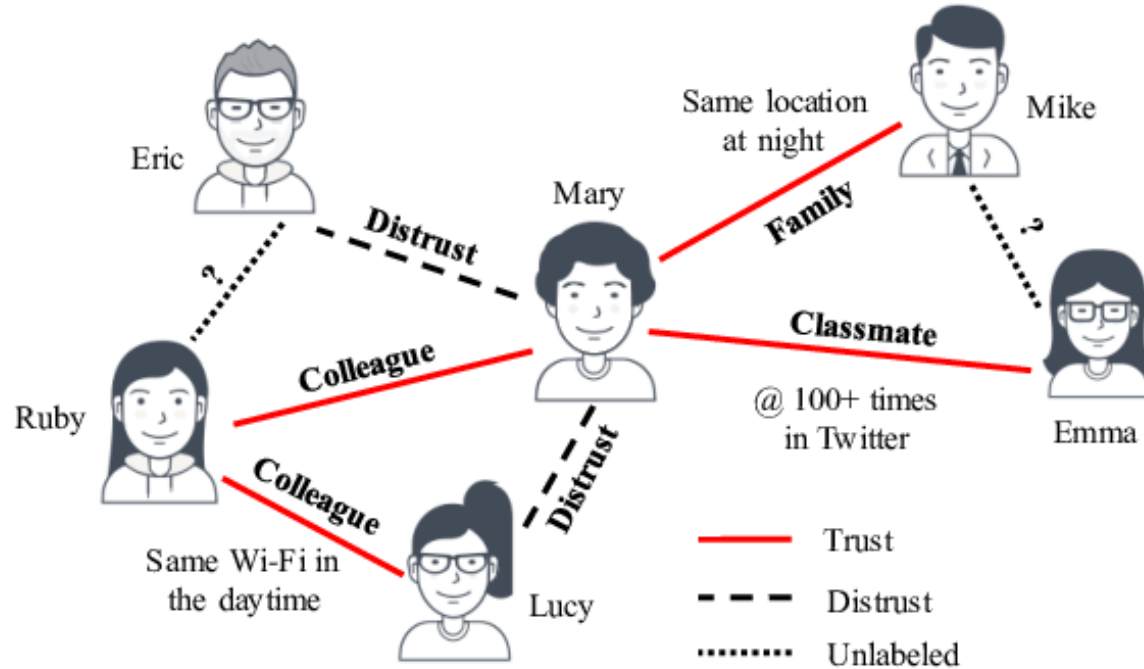 Eric
Distrust
Mary
Same location
at night
Mike
Family
?
?
Colleague
Classmate
Ruby
@ 100+ times
in Twitter
Emma
Colleague
Distrust
Same Wi-Fi in
the daytime
Lucy
Trust
Distrust
Unlabeled